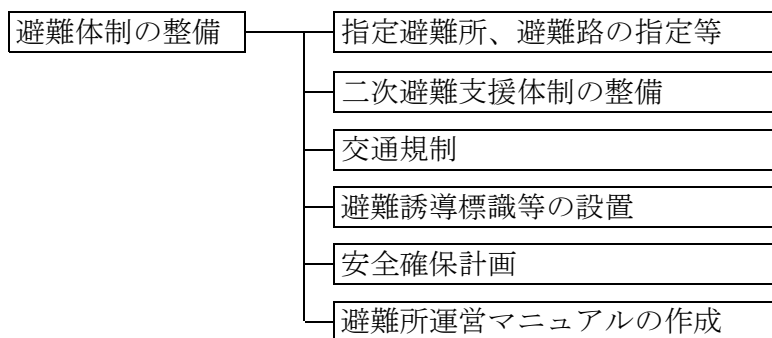 避難体制の整備
指定避難所、避難路の指定等
二次避難支援体制の整備
交通規制
避難誘導標識等の設置
安全確保計画
避難所運営マニュアルの作成